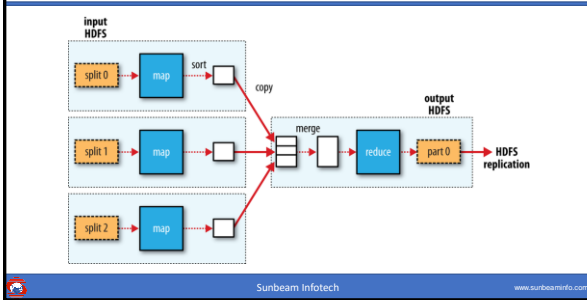 input
HDFS
split 0
map
sort
copy
split 1
map
merge
reduce
output
HDFS
part 0
HDFS
replication
split 2
map
Sunbeam Infotech
www.sunbeaminfo.com